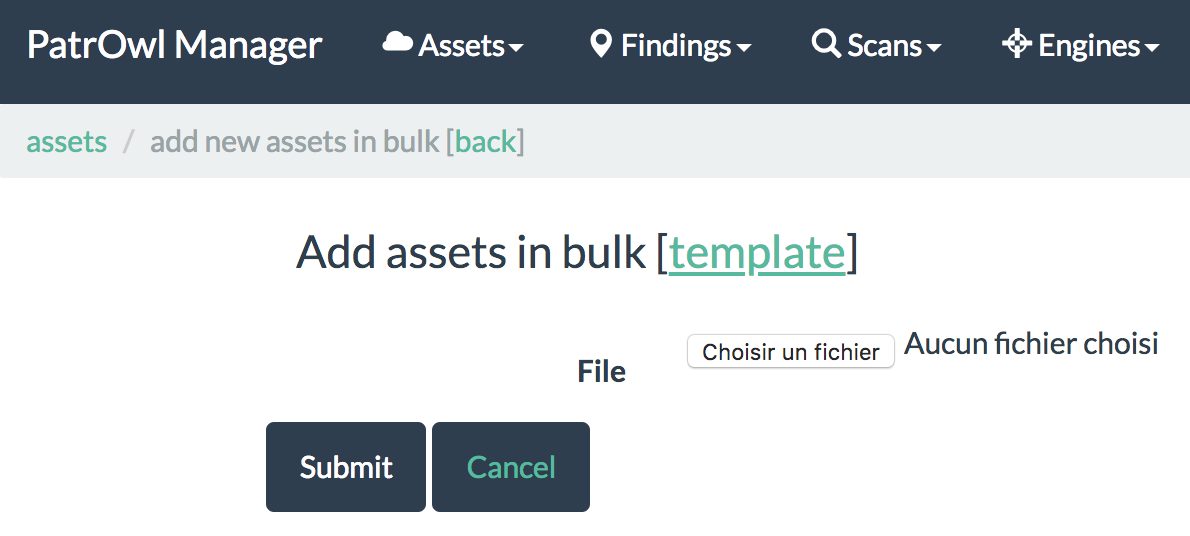 PatrOwl Manager Assets Findings Scans Engines
assets / add new assets in bulk [back]
Add assets in bulk [template]
File Choisir un fichier Aucun fichier choisi
Submit Cancel